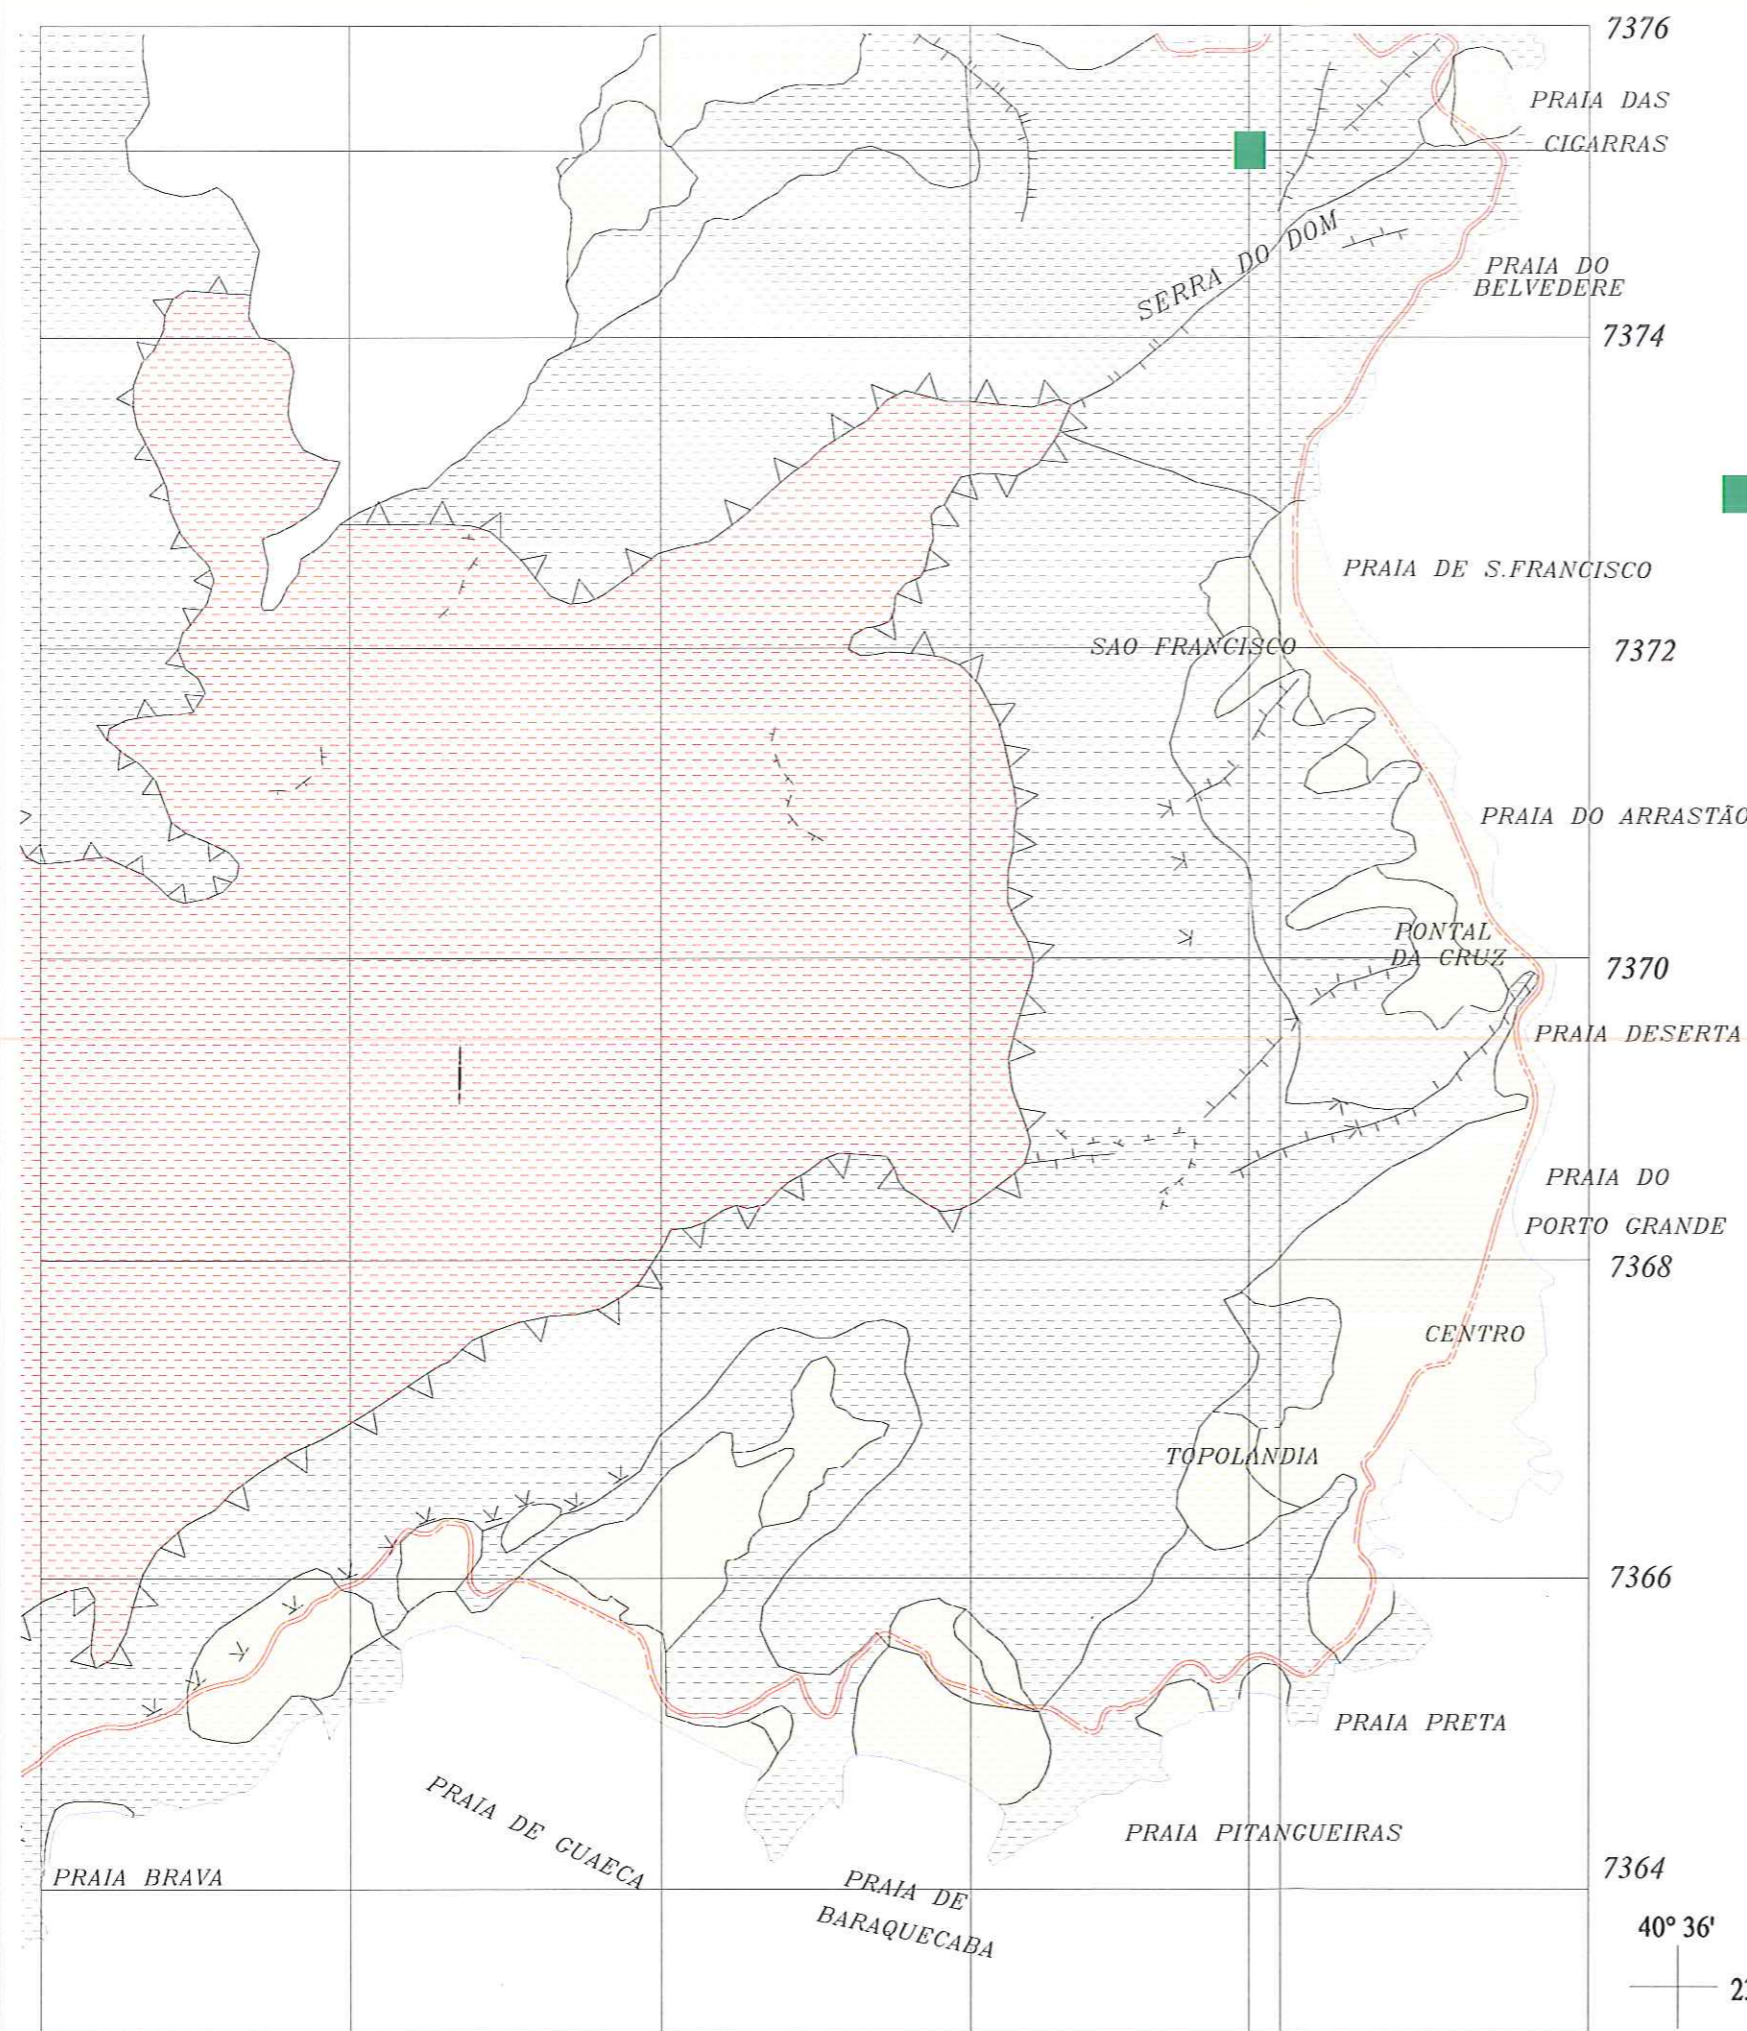 7376
PRAIA DAS
CIGARRAS
SERRA DO DOM
PRAIA DO
BELVEDERE
7374
PRAIA DE S.FRANCISCO
SAO FRANCISCO
7372
PRAIA DO ARRASTÃO
PONTAL
DA CRUZ
7370
PRAIA DESERTA
PRAIA DO
PORTO GRANDE
7368
CENTRO
TOPOLANDIA
7366
PRAIA PRETA
PRAIA DE GUAECA
PRAIA PITANGUEIRAS
7364
PRAIA BRAVA
PRAIA DE
BARAQUECABA
40° 36'